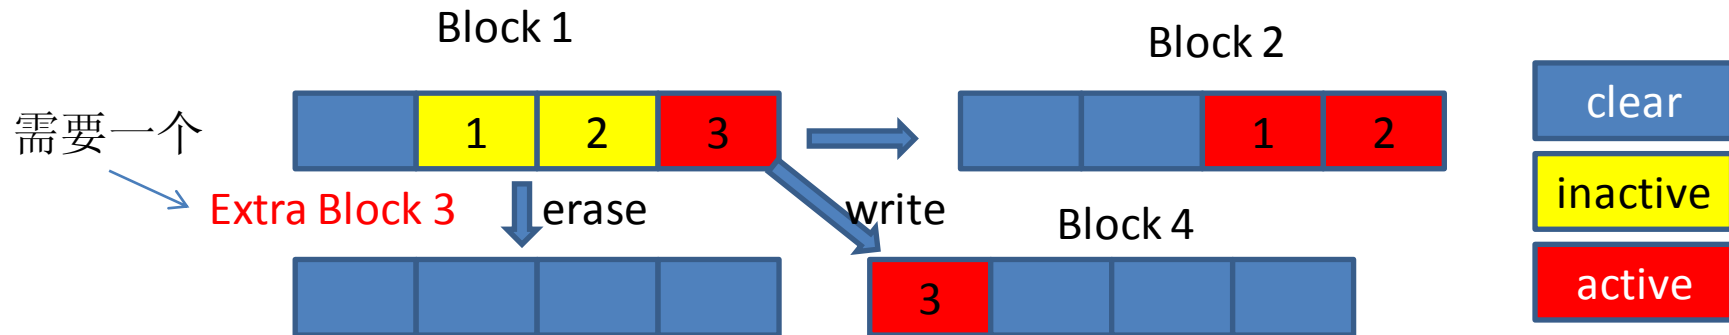 Block 1
Block 2
需要一个
1 2 3
1 2
clear
inactive
active
Extra Block 3
erase
write
Block 4
3